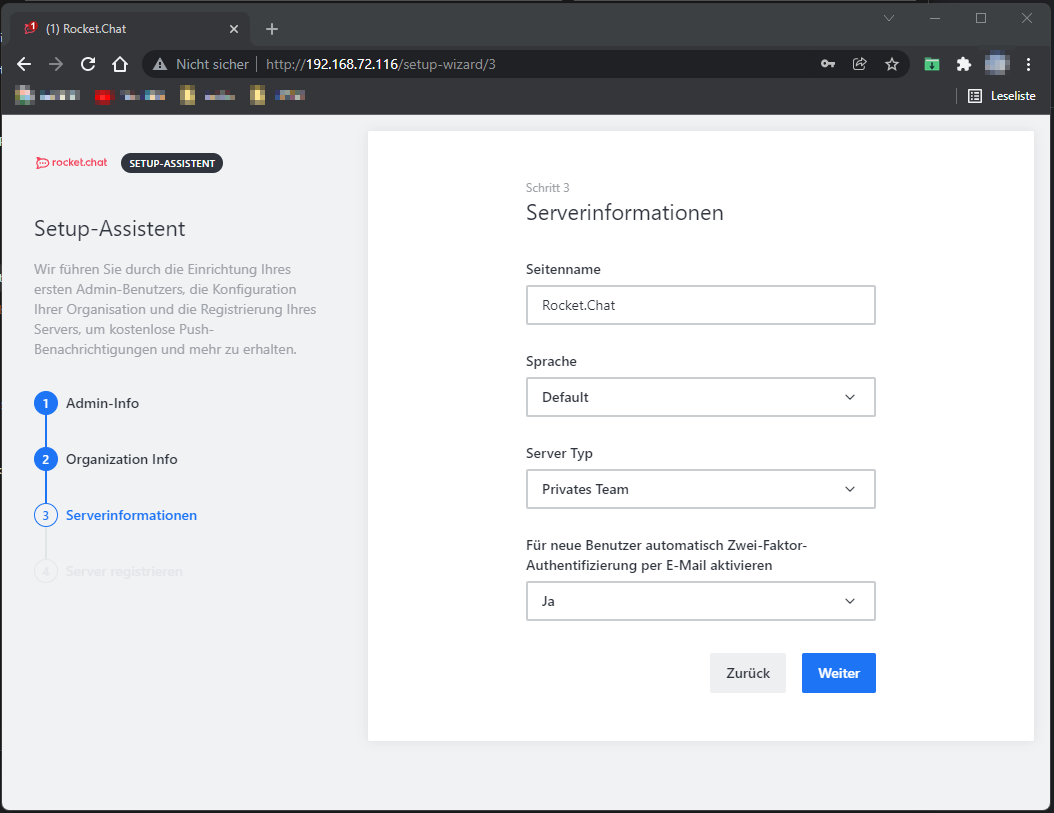 (1) Rocket.Chat
Nicht sicher | http://192.168.72.116/setup-wizard/3
Leseliste
rocket.chat SETUP-ASSISTENT
Setup-Assistent
Wir führen Sie durch die Einrichtung Ihres
ersten Admin-Benutzers, die Konfiguration
Ihrer Organisation und die Registrierung Ihres
Servers, um kostenlose Push-
Benachrichtigungen und mehr zu erhalten.
1 Admin-Info
2 Organization Info
3 Serverinformationen
4 Server registrieren
Schritt 3
Serverinformationen
Seitenname
Rocket.Chat
Sprache
Default
Server Typ
Privates Team
Für neue Benutzer automatisch Zwei-Faktor-
Authentifizierung per E-Mail aktivieren
Ja
Zurück
Weiter